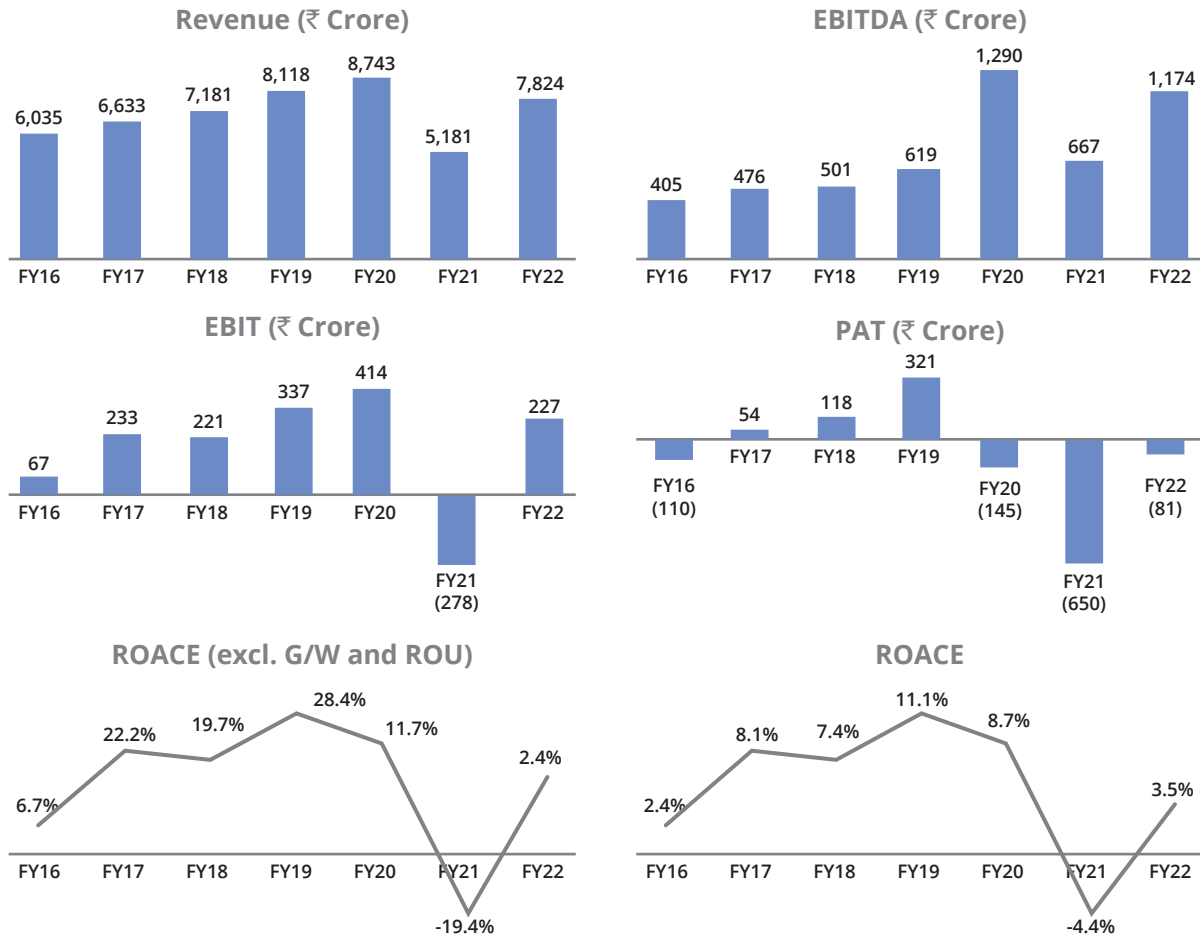 Revenue (₹ Crore)
6,035
6,633
7,181
8,118
8,743
5,181
7,824
FY16 FY17 FY18 FY19 FY20 FY21 FY22
EBITDA (₹ Crore)
405
476
501
619
1,290
667
1,174
FY16 FY17 FY18 FY19 FY20 FY21 FY22
EBIT (₹ Crore)
67
233
221
337
414
227
FY16 FY17 FY18 FY19 FY20 FY22
FY21
(278)
PAT (₹ Crore)
54
118
321
FY17 FY18 FY19
FY16
(110)
FY20
(145)
FY21
(650)
FY22
(81)
ROACE (excl. G/W and ROU)
6.7%
22.2%
19.7%
28.4%
11.7%
2.4%
FY16 FY17 FY18 FY19 FY20 FY21 FY22
-19.4%
ROACE
2.4%
8.1%
7.4%
11.1%
8.7%
3.5%
FY16 FY17 FY18 FY19 FY20 FY21 FY22
-4.4%